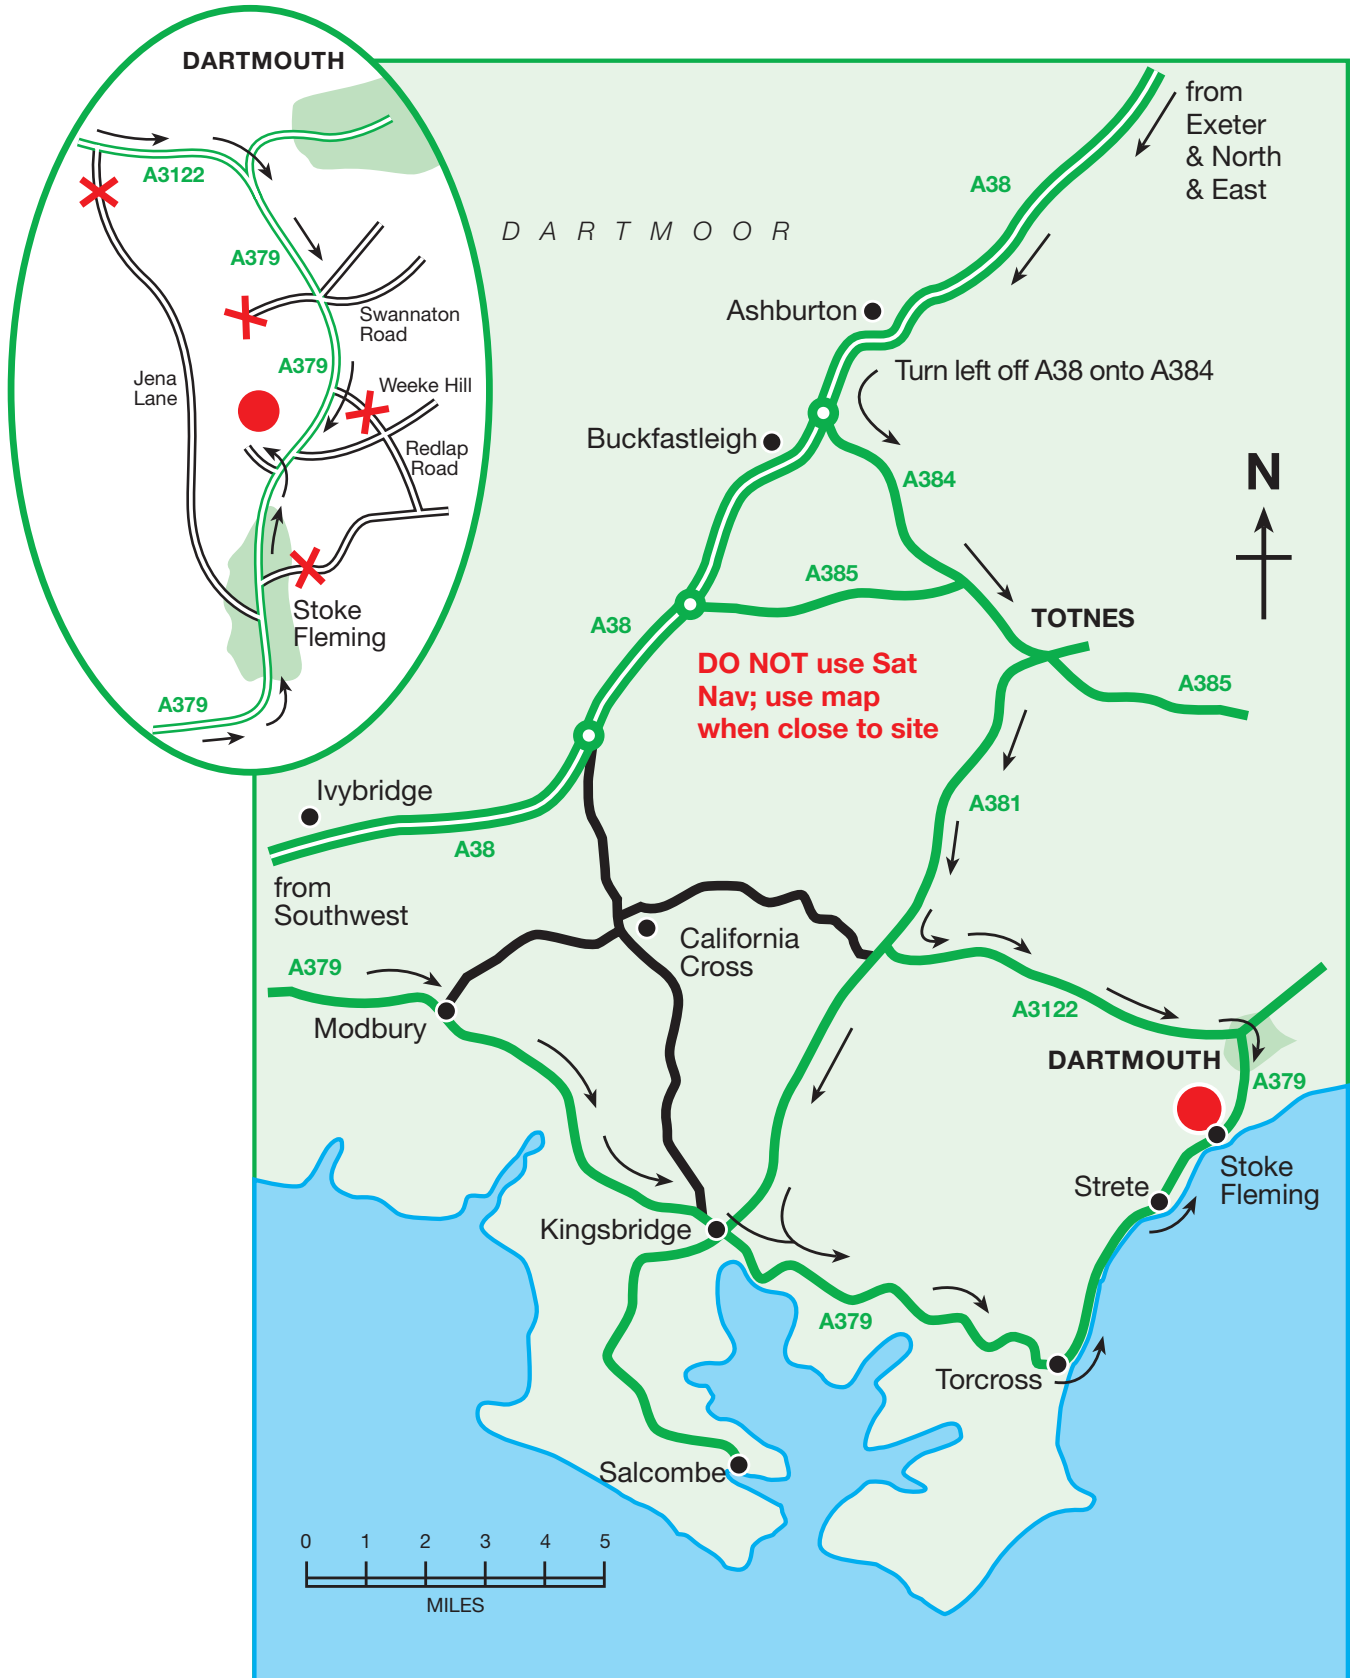 DARTMOUTH
A3122
A379
Swannaton
Road
A379
Jena
Lane
Weeke Hill
Redlap
Road
Stoke
Fleming
A379
from
Exeter
& North
& East
A38
DARTMOOR
Ashburton
Turn left off A38 onto A384
Buckfastleigh
A384
N
A385
A38
TOTNES
DO NOT use Sat
Nav; use map
when close to site
A385
Ivybridge
A381
A38
from
Southwest
California
Cross
A379
Modbury
A3122
DARTMOUTH
A379
Stoke
Fleming
Strete
Kingsbridge
A379
Torcross
Salcombe
0 1 2 3 4 5
MILES